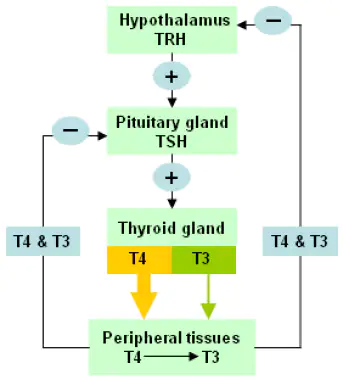 Hypothalamus
TRH
−
+
Pituitary gland
TSH
−
+
Thyroid gland
T4 T3
T4 & T3
T4 & T3
Peripheral tissues
T4 T3